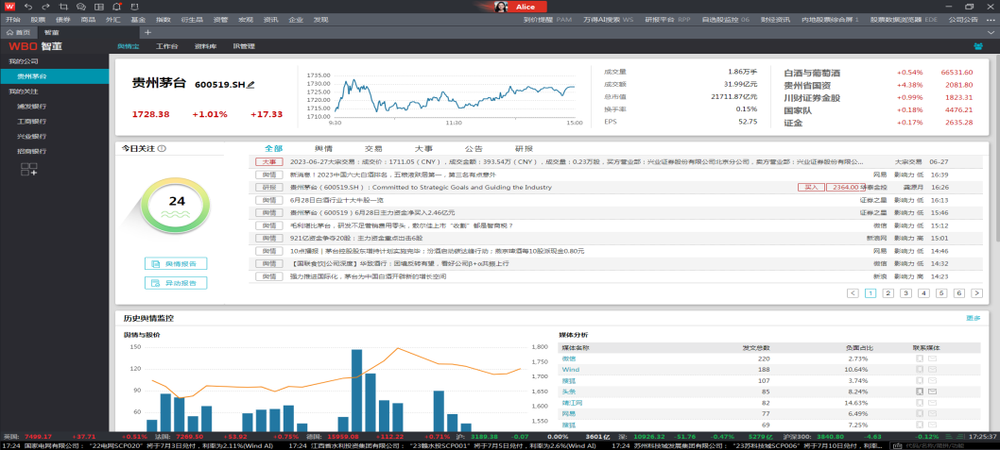 Alice
开始 股票 债券 商品 外汇 基金 指数 衍生品 资管 宏观 资讯 企业 发现 到价提醒 PAM 万得AI搜索 WS 研报平台 RPP 自选股监控 06 财经资讯 内地股票综合屏 1 股票数据浏览器 EDE 公司公告
首页 智董
WBD 智董 舆情宝 工作台 资料库 IR管理
我的公司
贵州茅台
我的关注
浦发银行
工商银行
兴业银行
招商银行
贵州茅台 600519.SH
1728.38 +1.01% +17.33
1735.00
1730.00
1725.00
1720.00
1715.00
1710.00
9:30 11:30 15:00
成交量 1.86万手
成交额 31.99亿元
总市值 21711.87亿元
换手率 0.15%
EPS 52.75
白酒与葡萄酒 +0.54% 66531.60
贵州省国资 +4.38% 2081.80
川财证券金股 +0.99% 1823.31
国家队 +0.18% 4476.21
证金 +0.17% 2635.28
今日关注
24
舆情报告
异动报告
全部 舆情 交易 大事 公告 研报
大事 2023-06-27大宗交易：成交价：1711.05（CNY），成交金额：393.54万（CNY），成交量：0.23万股，买方营业部：兴业证券股份有限公司北京分公司，卖方营业部：兴业证券股份有限公... 大宗交易 06-27
舆情 新消息！2023中国六大白酒排名，五粮液跃居第一，第三名有点意外 网易 影响力 低 16:39
研报 贵州茅台（600519.SH）：Committed to Strategic Goals and Guiding the Industry 买入 2364.00 华泰金控 龚源月 16:26
舆情 6月28日白酒行业十大牛股一览 证券之星 影响力 低 16:13
舆情 贵州茅台（600519）6月28日主力资金净买入2.46亿元 证券之星 影响力 低 15:46
舆情 毛利堪比茅台，研发不足营销费用零头，敷尔佳上市“收割”都是智商税？ 微信 影响力 低 15:12
舆情 921亿资金争夺20股：主力资金重点出击6股 新浪网 影响力 高 15:01
舆情 10点播报｜茅台控股股东增持计划实施完毕；汾酒启动碳达峰行动；燕京啤酒每10股派现金0.80元 网易 影响力 低 14:46
舆情 【国联食饮|公司深度】华致酒行：困境反转有望，看好公司β+α共振上行 微信 影响力 低 14:32
舆情 强力推进国际化，茅台为中国白酒开辟新的增长空间 新浪 影响力 高 14:23
< 1 2 3 4 5 6 >
历史舆情监控 更多
舆情与股价
150 1,800
120 1,750
1,700
90 1,650
60 1,600
1,550
媒体分析
媒体名称 发文总数 负面占比 联系媒体
微信 220 2.73%
Wind 188 10.64%
搜狐 107 3.74%
头条 85 8.24%
靖江网 82 14.63%
网易 77 6.49%
搜狐 69 7.25%
英国: 7499.17 +37.71 +0.51% 法国: 7269.50 +53.92 +0.75% 德国: 15959.08 +112.22 +0.71% 沪: 3189.38 -0.07 0.00% 3601亿 深: 10926.32 -51.76 -0.47% 5279亿 沪深300: 3840.80 -4.63 -0.12% 17:25:37
17:24 国家电网有限公司：“22电网SCP020”将于7月3日兑付，利率为2.11%(Wind AI) 17:24 江西赣水利投资集团有限公司：“23赣水投SCP001”将于7月5日兑付，利率为2.6%(Wind AI) 17:24 苏州科技城发展集团有限公司：“23苏科技城SCP006”将于7月10日兑付，利率... 代码/名称/简拼/功能